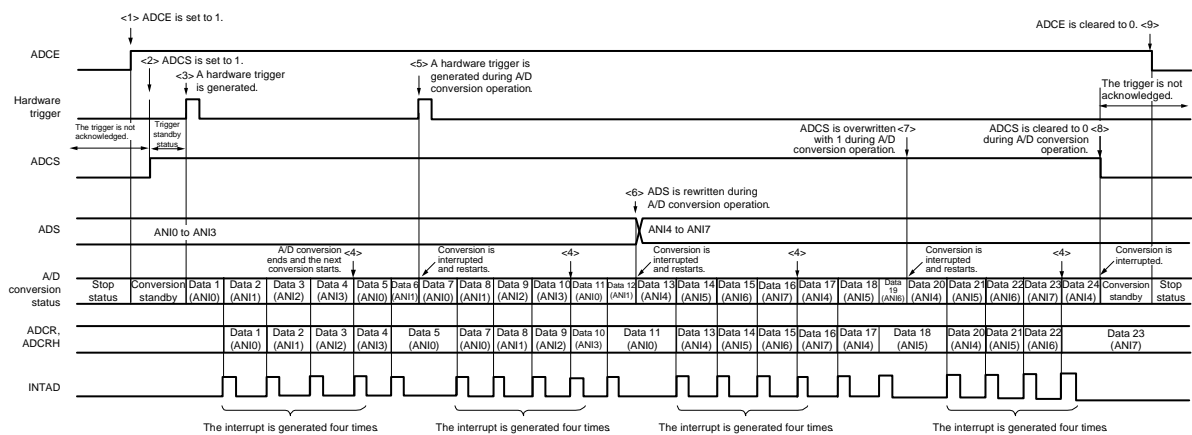 <1> ADCE is set to 1.
ADCE is cleared to 0. <9>
ADCE
<2> ADCS is set to 1.
<3> A hardware trigger
is generated.
<5> A hardware trigger is
generated during A/D
conversion operation.
The trigger is not
acknowledged.
Hardware
trigger
The trigger is not
acknowledged.
Trigger
standby
status
ADCS is overwritten <7>
with 1 during A/D
conversion operation.
ADCS is cleared to 0 <8>
during A/D conversion
operation.
ADCS
<6> ADS is rewritten during
A/D conversion operation.
ADS
ANI0 to ANI3
ANI4 to ANI7
A/D conversion
ends and the next
conversion starts.
<4>
Conversion is
interrupted
and restarts.
<4>
Conversion is
interrupted
and restarts.
<4>
Conversion is
interrupted
and restarts.
<4>
Conversion is
interrupted.
A/D
conversion
status
Stop
status
Conversion
standby
Data 1
(ANI0)
Data 2
(ANI1)
Data 3
(ANI2)
Data 4
(ANI3)
Data 5
(ANI0)
Data 6
(ANI1)
Data 7
(ANI0)
Data 8
(ANI1)
Data 9
(ANI2)
Data 10
(ANI3)
Data 11
(ANI0)
Data 12
(ANI1)
Data 13
(ANI4)
Data 14
(ANI5)
Data 15
(ANI6)
Data 16
(ANI7)
Data 17
(ANI4)
Data 18
(ANI5)
Data
19
(ANI6)
Data 20
(ANI4)
Data 21
(ANI5)
Data 22
(ANI6)
Data 23
(ANI7)
Data 24
(ANI4)
Conversion
standby
Stop
status
ADCR,
ADCRH
Data 1
(ANI0)
Data 2
(ANI1)
Data 3
(ANI2)
Data 4
(ANI3)
Data 5
(ANI0)
Data 7
(ANI0)
Data 8
(ANI1)
Data 9
(ANI2)
Data 10
(ANI3)
Data 11
(ANI0)
Data 13
(ANI4)
Data 14
(ANI5)
Data 15
(ANI6)
Data 16
(ANI7)
Data 17
(ANI4)
Data 18
(ANI5)
Data 20
(ANI4)
Data 21
(ANI5)
Data 22
(ANI6)
Data 23
(ANI7)
INTAD
The interrupt is generated four times.
The interrupt is generated four times.
The interrupt is generated four times.
The interrupt is generated four times.